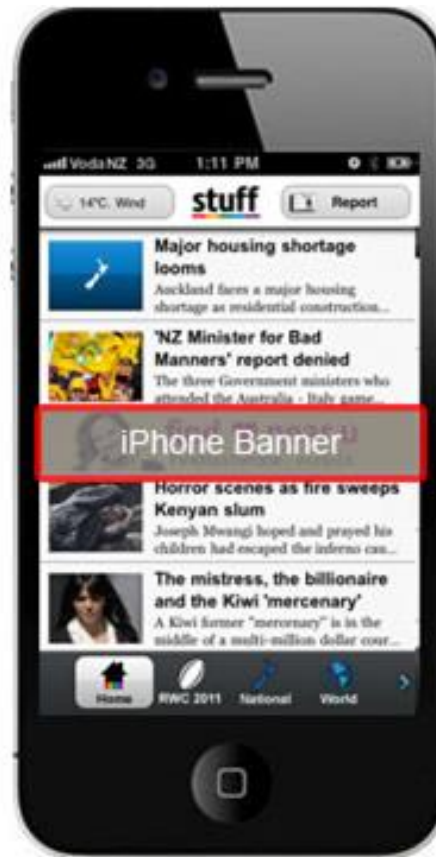 VodaNZ 3G 1:11 PM
14°C. Wind stuff Report
Major housing shortage
looms
Auckland faces a major housing
shortage as residential construction...
'NZ Minister for Bad
Manners' report denied
The three Government ministers who
attended the Australia - Italy game...
iPhone Banner
Horror scenes as fire sweeps
Kenyan slum
Joseph Mwangi hoped and prayed his
children had escaped the inferno can...
The mistress, the billionaire
and the Kiwi 'mercenary'
A Kiwi former "mercenary" is in the
middle of a multi-million dollar cour...
Home RWC 2011 National World